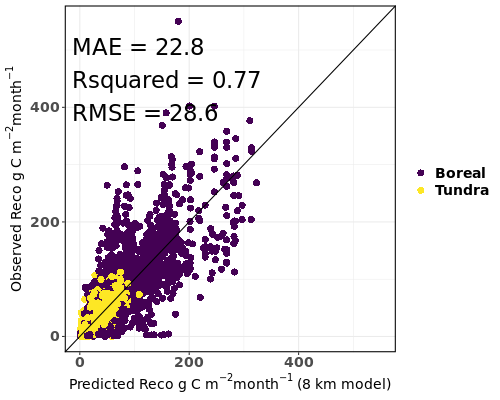 MAE = 22.8
Rsquared = 0.77
RMSE = 28.6
400
200
0
0 200 400
Observed Reco g C m⁻²month⁻¹
Predicted Reco g C m⁻²month⁻¹ (8 km model)
Boreal
Tundra